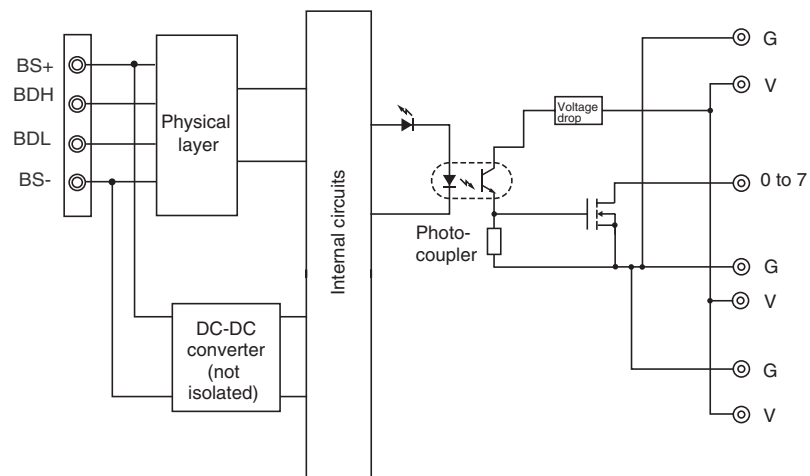 BS+
BDH
BDL
BS-
Physical
layer
DC-DC
converter
(not
isolated)
Internal circuits
Photo-
coupler
Voltage
drop
G
V
0 to 7
G
V
G
V